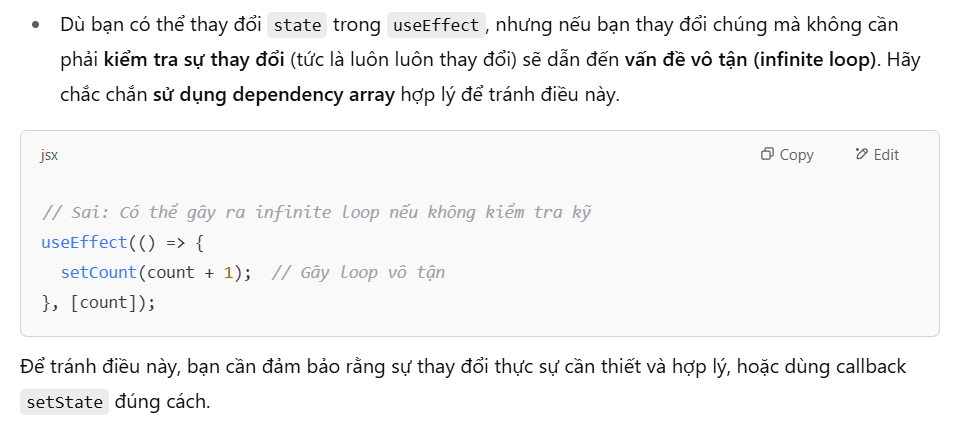 Dù bạn có thể thay đổi state trong useEffect, nhưng nếu bạn thay đổi chúng mà không cần
phải kiểm tra sự thay đổi (tức là luôn luôn thay đổi) sẽ dẫn đến vấn đề vô tận (infinite loop). Hãy
chắc chắn sử dụng dependency array hợp lý để tránh điều này.
jsx Copy Edit
// Sai: Có thể gây ra infinite loop nếu không kiểm tra kỹ
useEffect(() => {
  setCount(count + 1);  // Gây loop vô tận
}, [count]);
Để tránh điều này, bạn cần đảm bảo rằng sự thay đổi thực sự cần thiết và hợp lý, hoặc dùng callback
setState đúng cách.